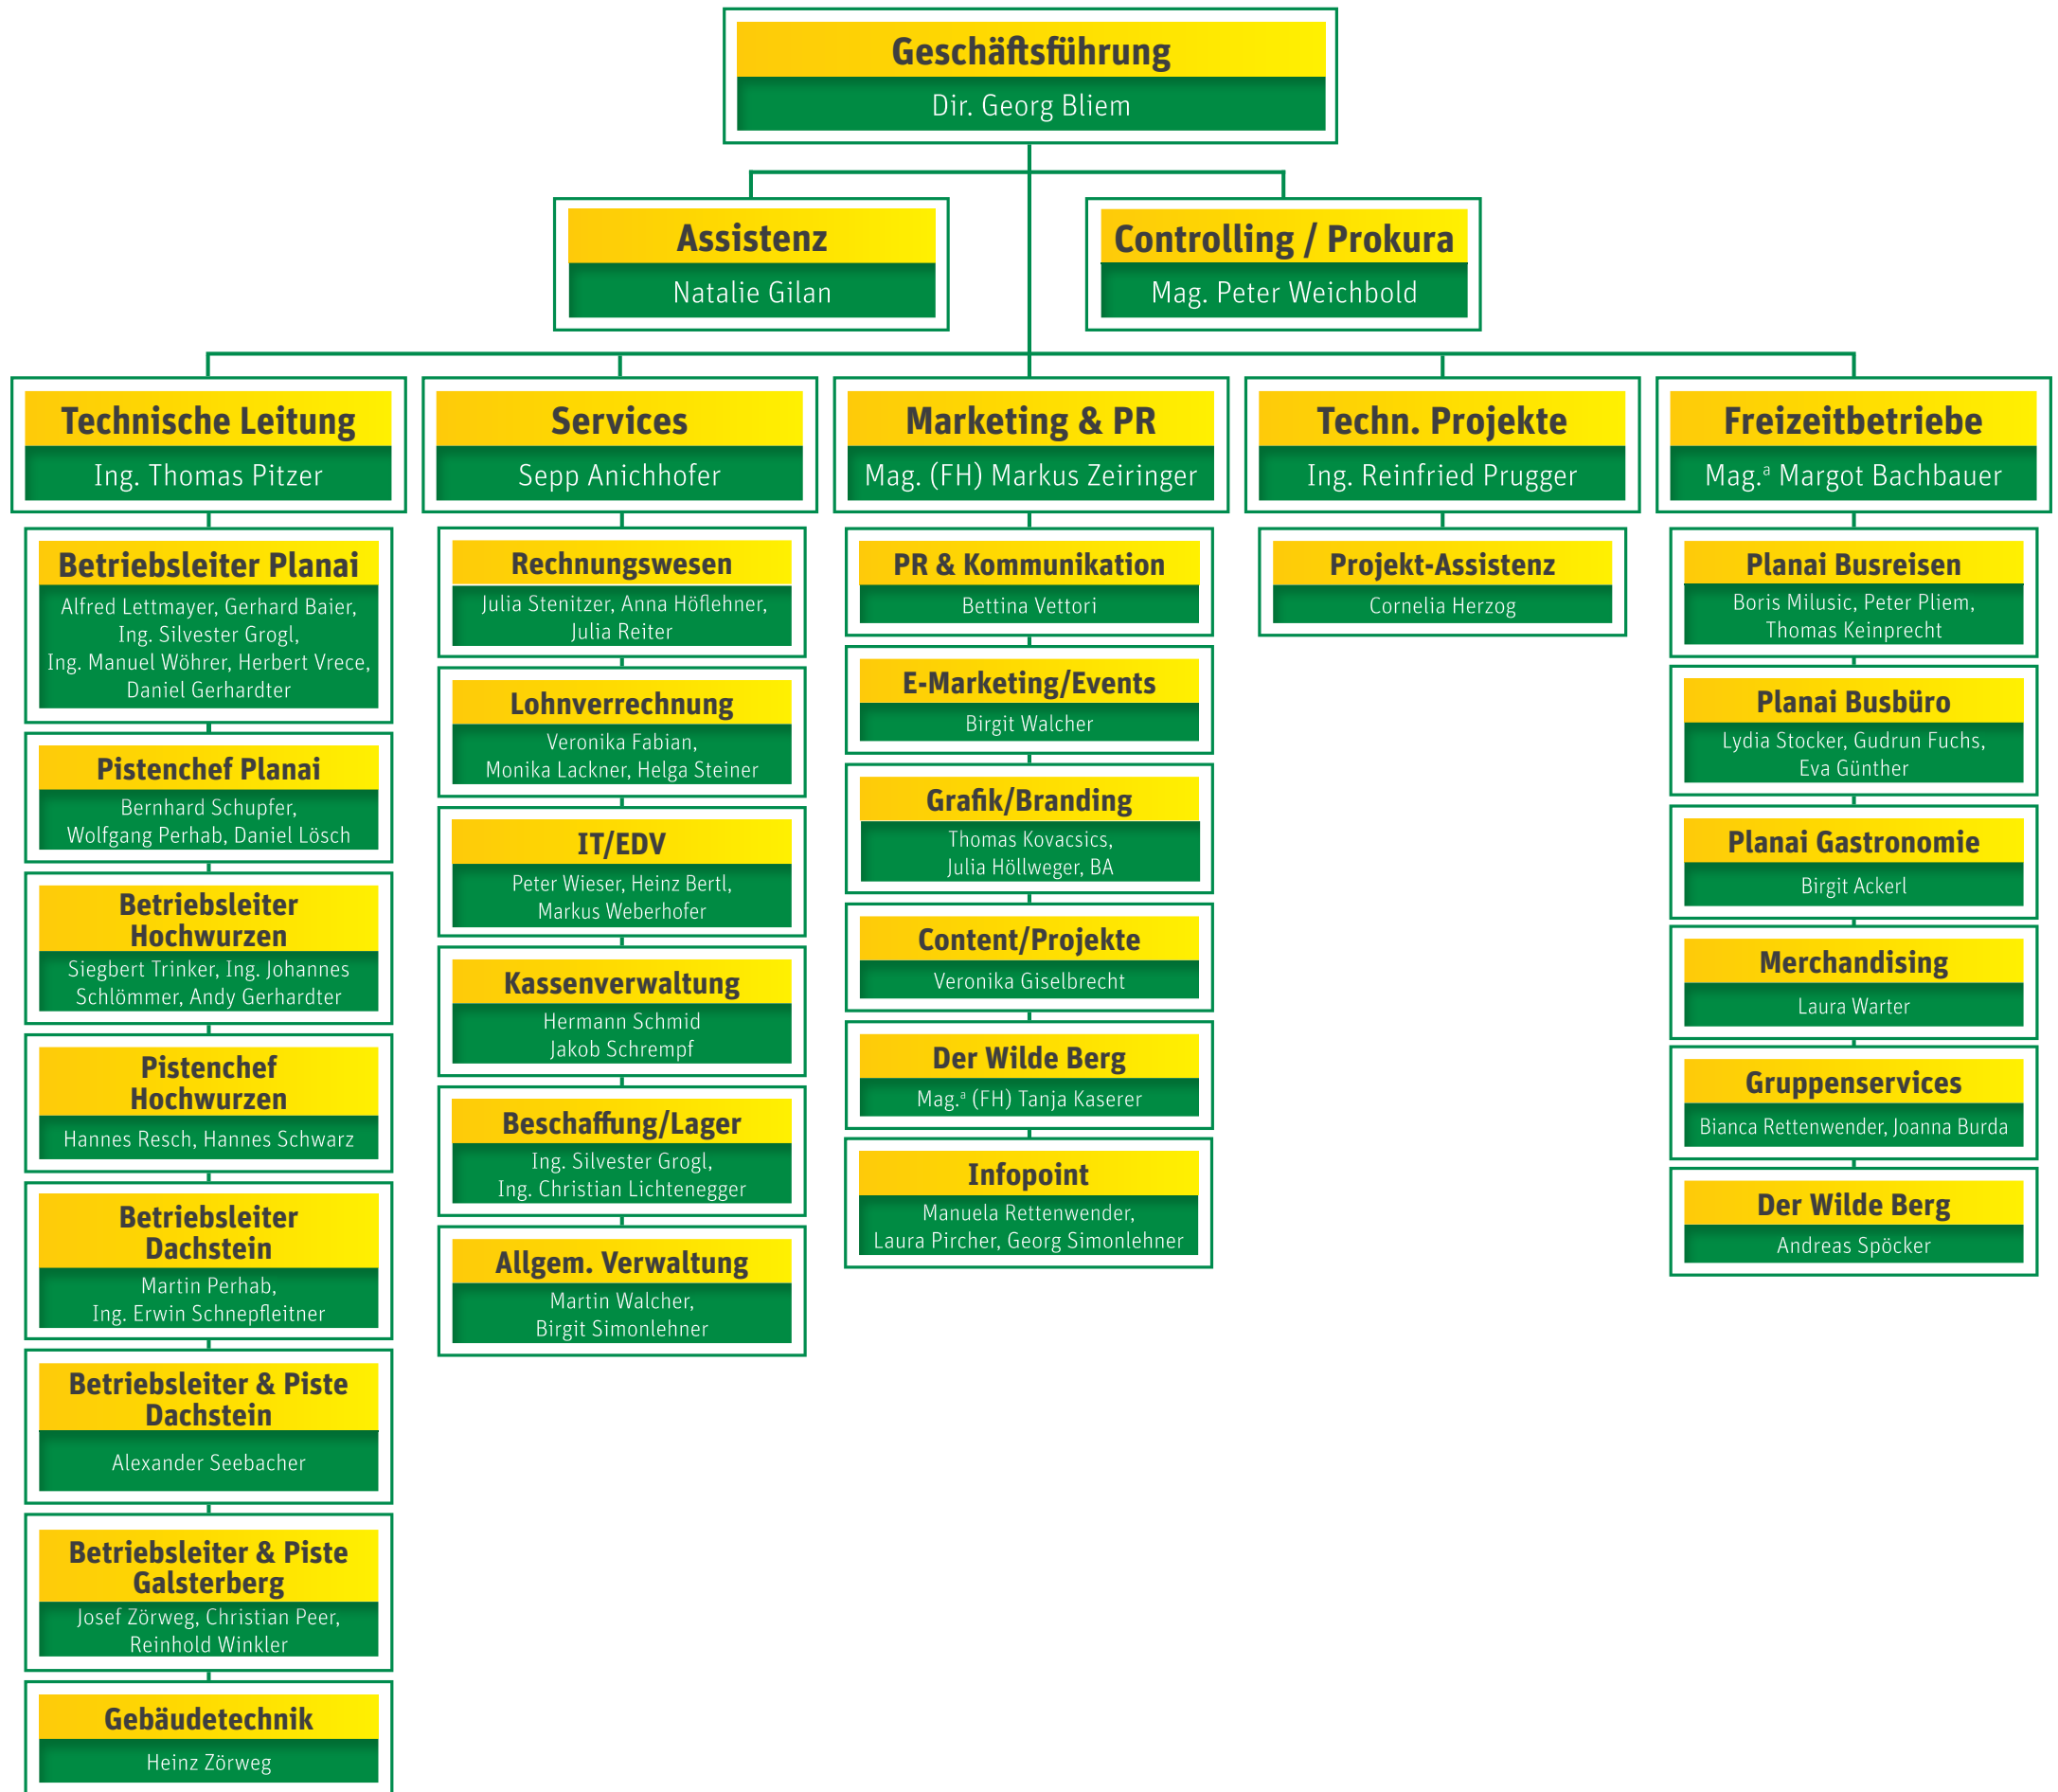 Geschäftsführung
Dir. Georg Bliem
Assistenz
Natalie Gilan
Controlling / Prokura
Mag. Peter Weichbold
Technische Leitung
Ing. Thomas Pitzer
Betriebsleiter Planai
Alfred Lettmayer, Gerhard Baier,
Ing. Silvester Grogl,
Ing. Manuel Wöhrer, Herbert Vrece,
Daniel Gerhardter
Pistenchef Planai
Bernhard Schupfer,
Wolfgang Perhab, Daniel Lösch
Betriebsleiter
Hochwurzen
Siegbert Trinker, Ing. Johannes
Schlömmer, Andy Gerhardter
Pistenchef
Hochwurzen
Hannes Resch, Hannes Schwarz
Betriebsleiter
Dachstein
Martin Perhab,
Ing. Erwin Schnepfleitner
Betriebsleiter & Piste
Dachstein
Alexander Seebacher
Betriebsleiter & Piste
Galsterberg
Josef Zörweg, Christian Peer,
Reinhold Winkler
Gebäudetechnik
Heinz Zörweg
Services
Sepp Anichhofer
Rechnungswesen
Julia Stenitzer, Anna Höflehner,
Julia Reiter
Lohnverrechnung
Veronika Fabian,
Monika Lackner, Helga Steiner
IT/EDV
Peter Wieser, Heinz Bertl,
Markus Weberhofer
Kassenverwaltung
Hermann Schmid
Jakob Schrempf
Beschaffung/Lager
Ing. Silvester Grogl,
Ing. Christian Lichtenegger
Allgem. Verwaltung
Martin Walcher,
Birgit Simonlehner
Marketing & PR
Mag. (FH) Markus Zeiringer
PR & Kommunikation
Bettina Vettori
E-Marketing/Events
Birgit Walcher
Grafik/Branding
Thomas Kovacsics,
Julia Höllweger, BA
Content/Projekte
Veronika Giselbrecht
Der Wilde Berg
Mag.ª (FH) Tanja Kaserer
Infopoint
Manuela Rettenwender,
Laura Pircher, Georg Simonlehner
Techn. Projekte
Ing. Reinfried Prugger
Projekt-Assistenz
Cornelia Herzog
Freizeitbetriebe
Mag.ª Margot Bachbauer
Planai Busreisen
Boris Milusic, Peter Pliem,
Thomas Keinprecht
Planai Busbüro
Lydia Stocker, Gudrun Fuchs,
Eva Günther
Planai Gastronomie
Birgit Ackerl
Merchandising
Laura Warter
Gruppenservices
Bianca Rettenwender, Joanna Burda
Der Wilde Berg
Andreas Spöcker